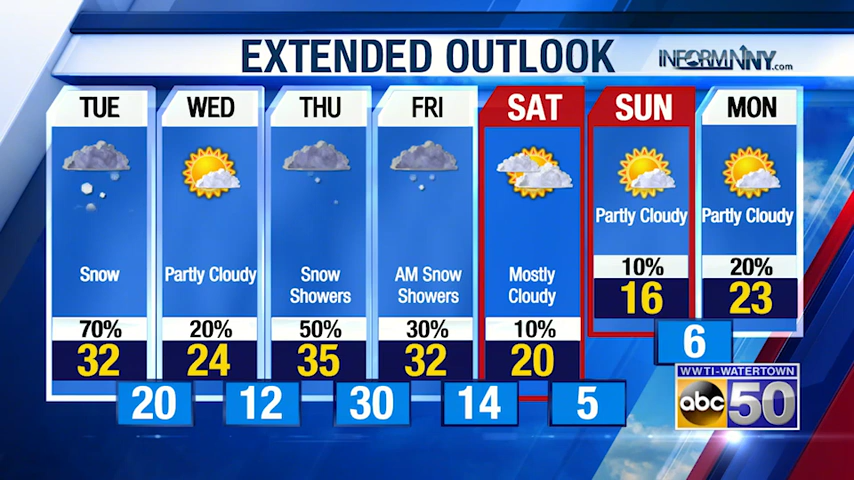 EXTENDED OUTLOOK
INFORMNNY.com
TUE
WED
THU
FRI
SAT
SUN
MON
Snow
Partly Cloudy
Snow
Showers
AM Snow
Showers
Mostly
Cloudy
Partly Cloudy
Partly Cloudy
70%
20%
50%
30%
10%
10%
20%
32
24
35
32
20
16
23
20
12
30
14
5
6
WWTI-WATERTOWN
abc 50